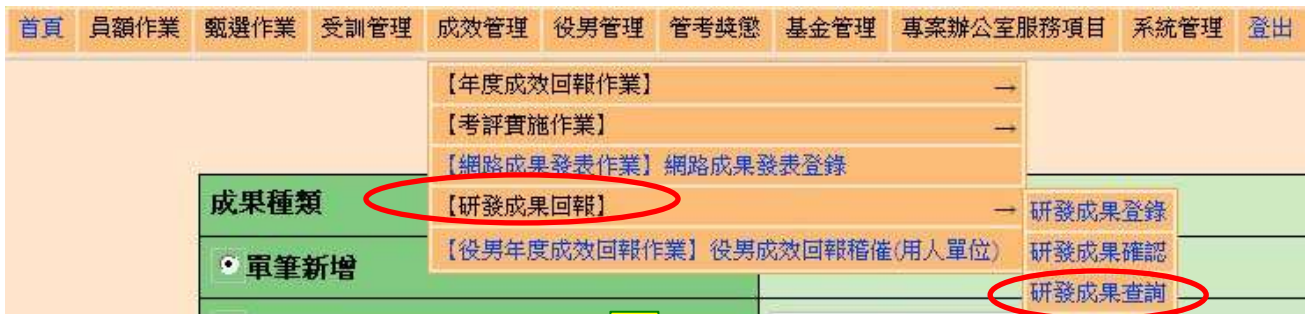 首頁 員額作業 甄選作業 受訓管理 成效管理 役男管理 管考獎懲 基金管理 專案辦公室服務項目 系統管理 登出
【年度成效回報作業】 →
【考評實施作業】 →
【網路成果發表作業】網路成果發表登錄
成果種類
【研發成果回報】 →
研發成果登錄
【役男年度成效回報作業】役男成效回報稽催(用人單位)
研發成果確認
單筆新增
研發成果查詢